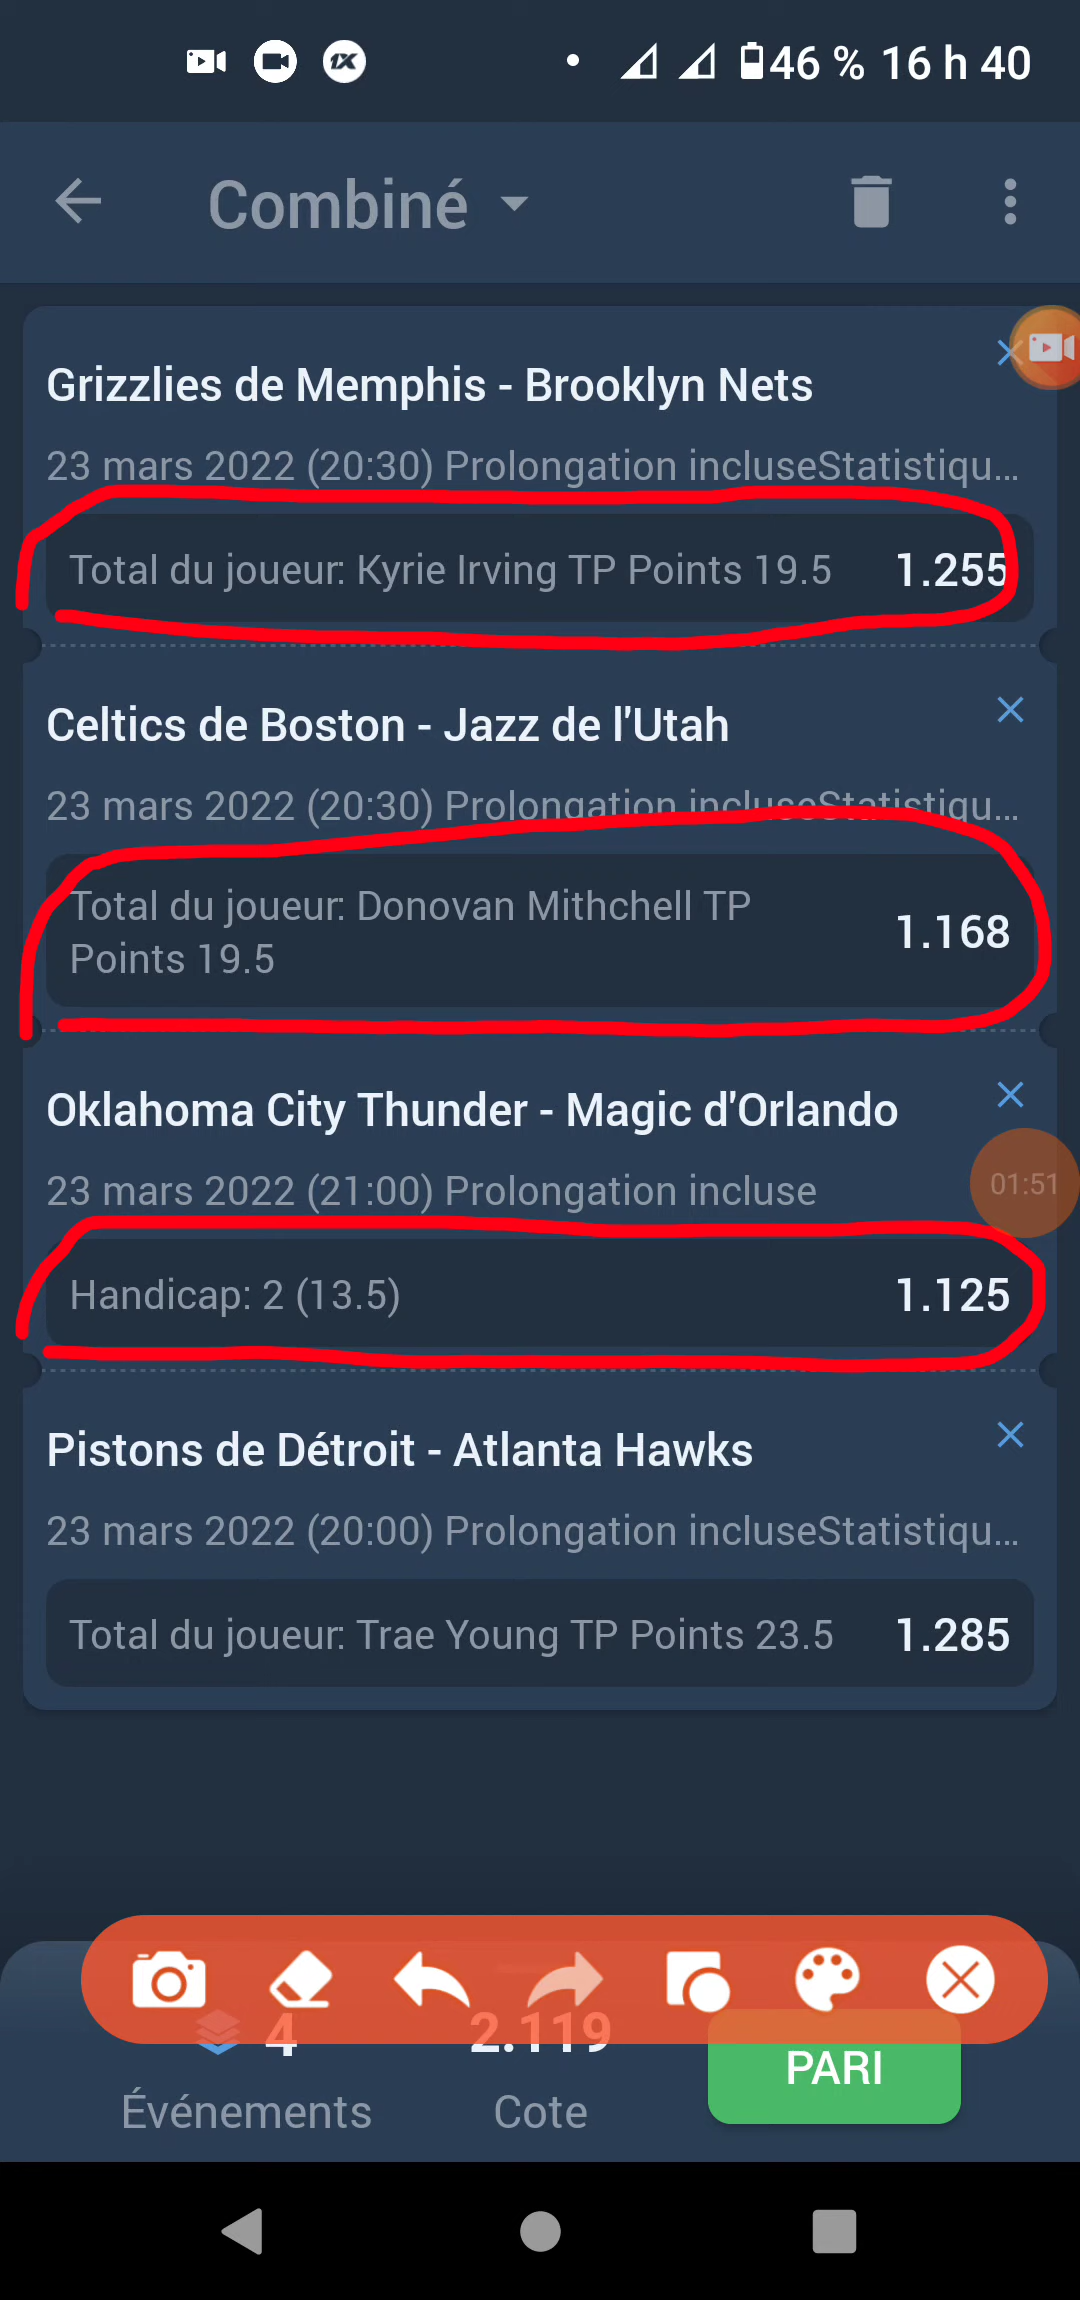 1X
46 % 16 h 40
Combiné
Grizzlies de Memphis - Brooklyn Nets
23 mars 2022 (20:30) Prolongation incluseStatistiqu...
Total du joueur: Kyrie Irving TP Points 19.5 1.255
Celtics de Boston - Jazz de l'Utah
23 mars 2022 (20:30) Prolongation incluseStatistiqu...
Total du joueur: Donovan Mithchell TP
Points 19.5
1.168
Oklahoma City Thunder - Magic d'Orlando
23 mars 2022 (21:00) Prolongation incluse
01:51
Handicap: 2 (13.5) 1.125
Pistons de Détroit - Atlanta Hawks
23 mars 2022 (20:00) Prolongation incluseStatistiqu...
Total du joueur: Trae Young TP Points 23.5 1.285
4 2.119
PARI
Événements Cote